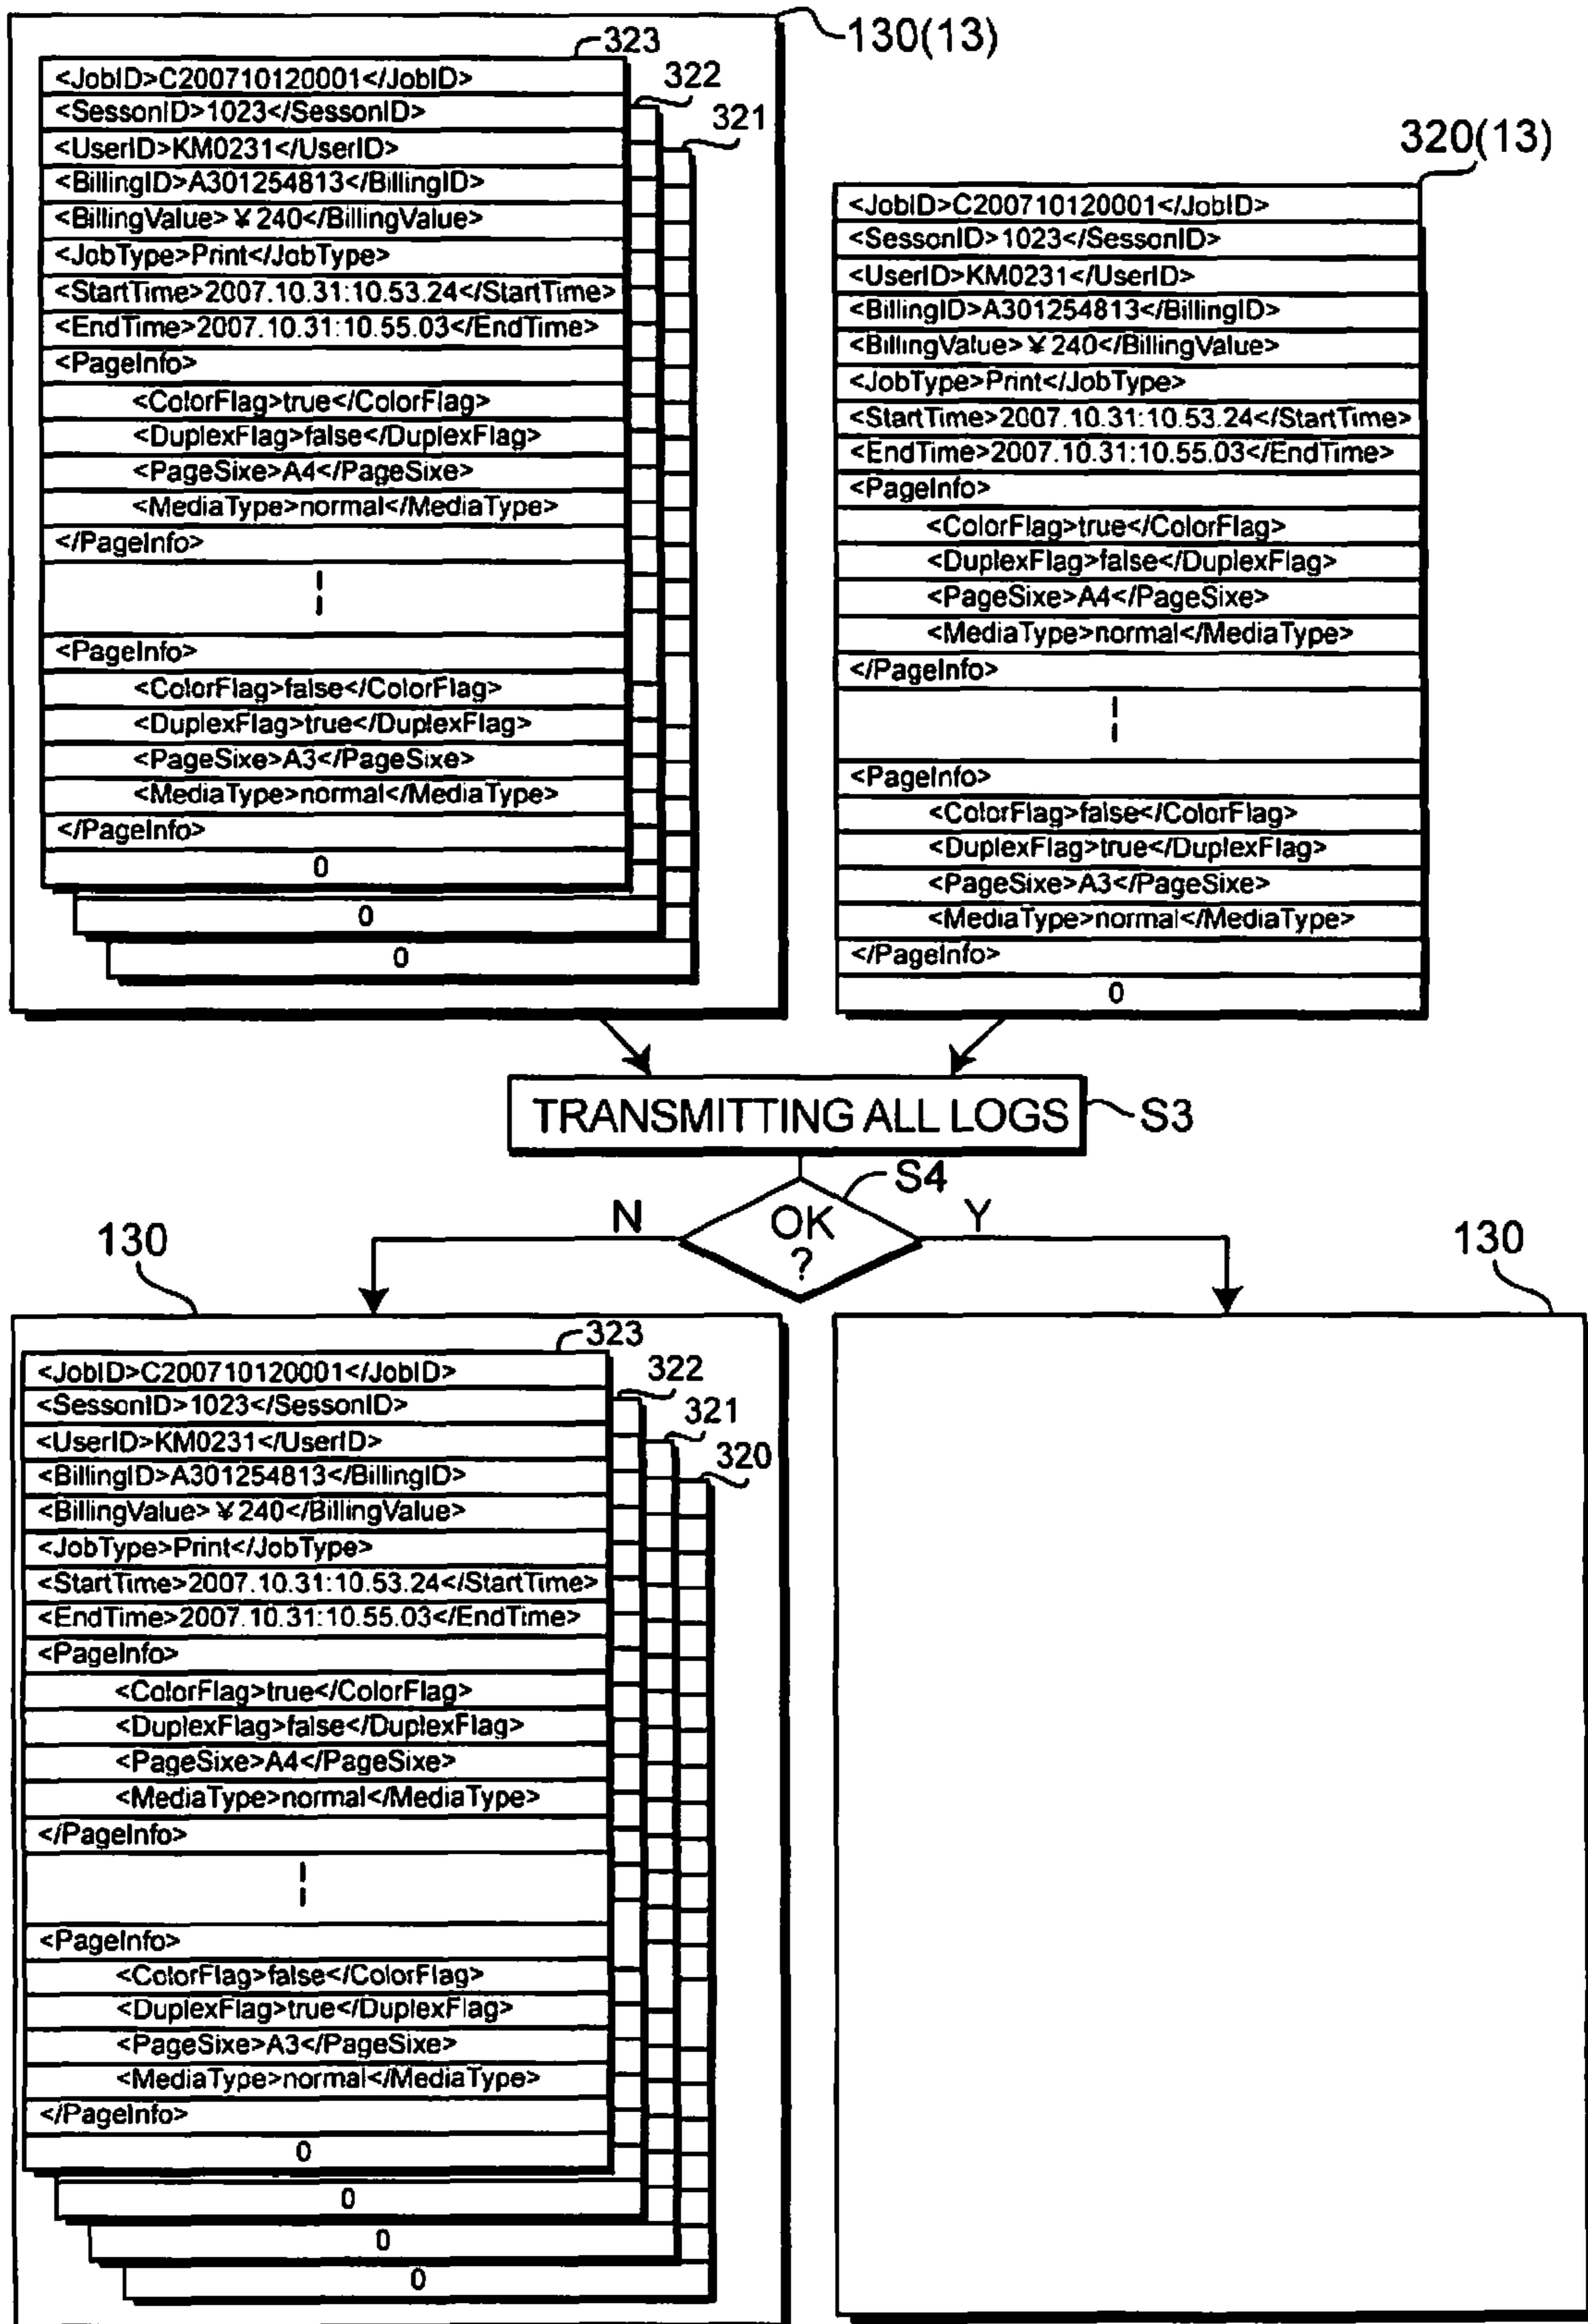 130(13)
323
<JobID>C200710120001</JobID>
322
<SessonID>1023</SessonID>
321
<UserID>KM0231</UserID>
<BillingID>A301254813</BillingID>
<BillingValue>¥240</BillingValue>
<JobType>Print</JobType>
<StartTime>2007.10.31:10.53.24</StartTime>
<EndTime>2007.10.31:10.55.03</EndTime>
<PageInfo>
<ColorFlag>true</ColorFlag>
<DuplexFlag>false</DuplexFlag>
<PageSixe>A4</PageSixe>
<MediaType>normal</MediaType>
</PageInfo>
<PageInfo>
<ColorFlag>false</ColorFlag>
<DuplexFlag>true</DuplexFlag>
<PageSixe>A3</PageSixe>
<MediaType>normal</MediaType>
</PageInfo>
0
0
0
320(13)
<JobID>C200710120001</JobID>
<SessonID>1023</SessonID>
<UserID>KM0231</UserID>
<BillingID>A301254813</BillingID>
<BillingValue>¥240</BillingValue>
<JobType>Print</JobType>
<StartTime>2007.10.31:10.53.24</StartTime>
<EndTime>2007.10.31:10.55.03</EndTime>
<PageInfo>
<ColorFlag>true</ColorFlag>
<DuplexFlag>false</DuplexFlag>
<PageSixe>A4</PageSixe>
<MediaType>normal</MediaType>
</PageInfo>
<PageInfo>
<ColorFlag>false</ColorFlag>
<DuplexFlag>true</DuplexFlag>
<PageSixe>A3</PageSixe>
<MediaType>normal</MediaType>
</PageInfo>
0
TRANSMITTING ALL LOGS
S3
S4
N
OK
?
Y
130
130
323
<JobID>C200710120001</JobID>
322
<SessonID>1023</SessonID>
321
<UserID>KM0231</UserID>
320
<BillingID>A301254813</BillingID>
<BillingValue>¥240</BillingValue>
<JobType>Print</JobType>
<StartTime>2007.10.31:10.53.24</StartTime>
<EndTime>2007.10.31:10.55.03</EndTime>
<PageInfo>
<ColorFlag>true</ColorFlag>
<DuplexFlag>false</DuplexFlag>
<PageSixe>A4</PageSixe>
<MediaType>normal</MediaType>
</PageInfo>
<PageInfo>
<ColorFlag>false</ColorFlag>
<DuplexFlag>true</DuplexFlag>
<PageSixe>A3</PageSixe>
<MediaType>normal</MediaType>
</PageInfo>
0
0
0
0